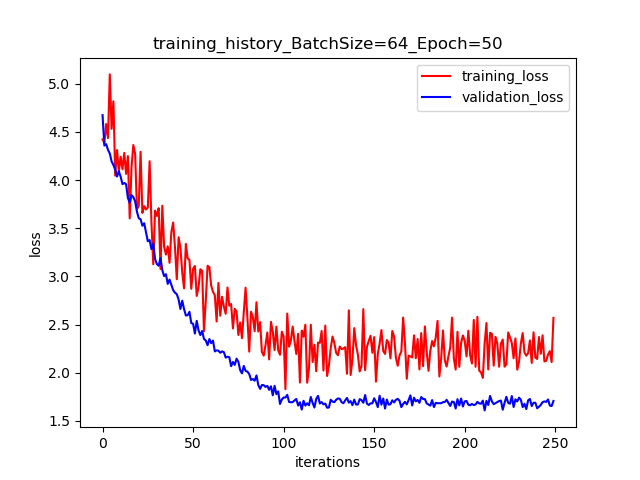 training_history_BatchSize=64_Epoch=50
training_loss
validation_loss
5.0
4.5
4.0
3.5
3.0
2.5
2.0
1.5
loss
0 50 100 150 200 250
iterations